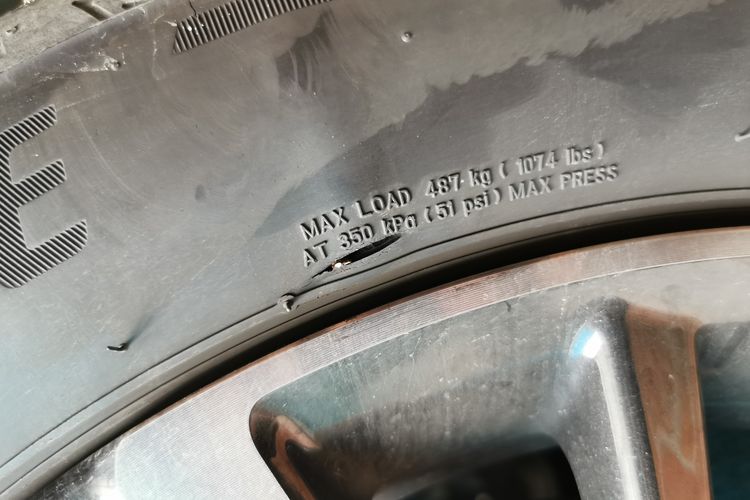 E
MAX LOAD 487 kg ( 1074 lbs )
AT 350 kPa ( 51 psi ) MAX PRESS